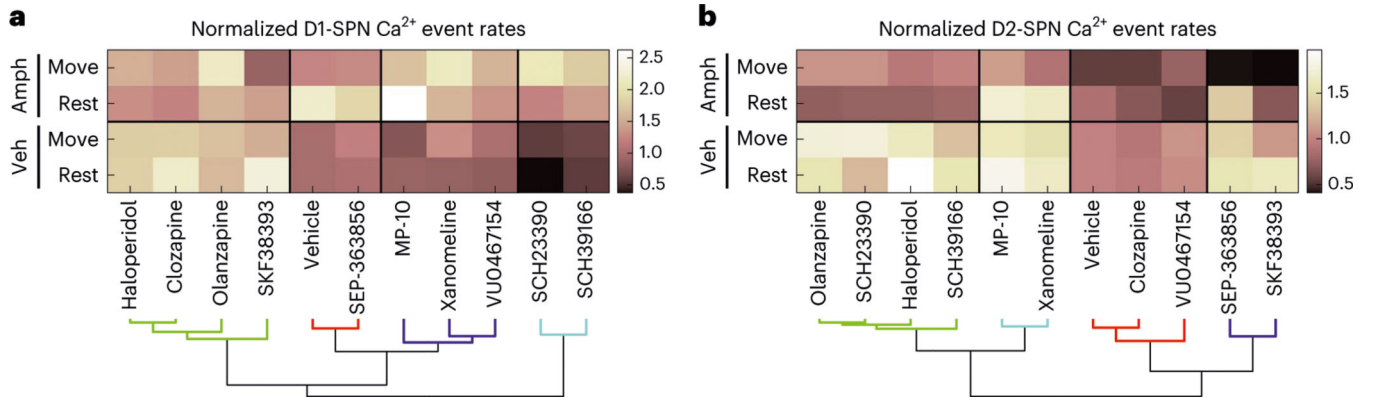 a
Normalized D1-SPN Ca2+ event rates
Amph
Move
Rest
Veh
Move
Rest
2.5
2.0
1.5
1.0
0.5
Haloperidol
Clozapine
Olanzapine
SKF38393
Vehicle
SEP-363856
MP-10
Xanomeline
VU0467154
SCH23390
SCH39166
b
Normalized D2-SPN Ca2+ event rates
Amph
Move
Rest
Veh
Move
Rest
1.5
1.0
0.5
Olanzapine
SCH23390
Haloperidol
SCH39166
MP-10
Xanomeline
Vehicle
Clozapine
VU0467154
SEP-363856
SKF38393